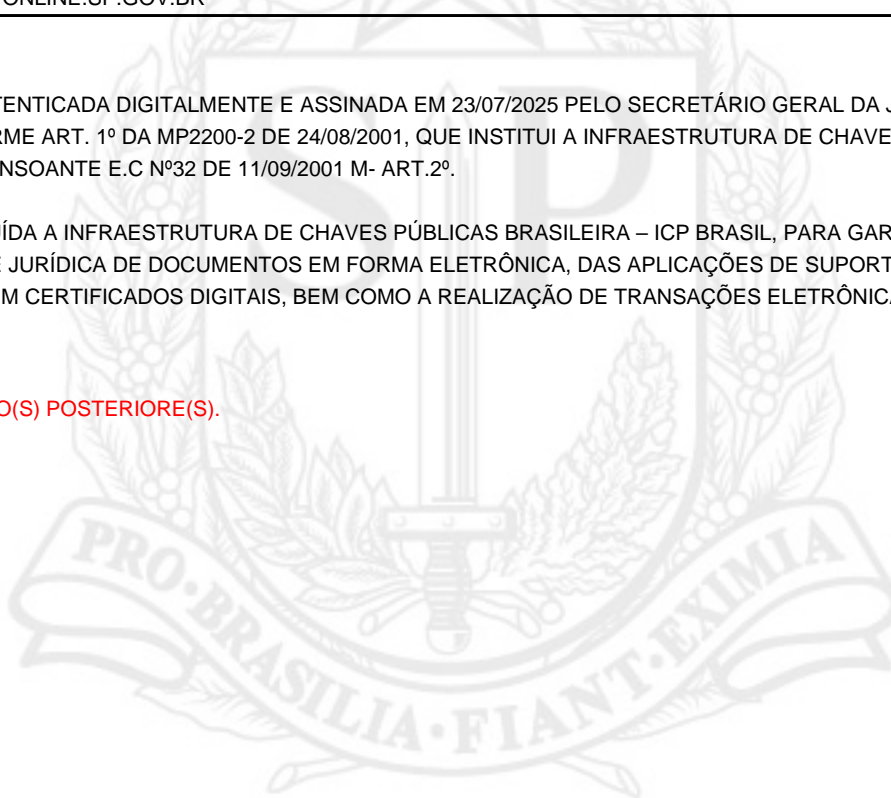 ONLINE.SP.GOV.BR
TENTICADA DIGITALMENTE E ASSINADA EM 23/07/2025 PELO SECRETÁRIO GERAL DA
RME ART. 1º DA MP2200-2 DE 24/08/2001, QUE INSTITUI A INFRAESTRUTURA DE CHAVE
NSOANTE E.C Nº32 DE 11/09/2001 M- ART.2º.
ÍDA A INFRAESTRUTURA DE CHAVES PÚBLICAS BRASILEIRA – ICP BRASIL, PARA GAR
E JURÍDICA DE DOCUMENTOS EM FORMA ELETRÔNICA, DAS APLICAÇÕES DE SUPORT
M CERTIFICADOS DIGITAIS, BEM COMO A REALIZAÇÃO DE TRANSAÇÕES ELETRÔNICA
O(S) POSTERIORE(S).
SP
PRO·BRASILIA·FIANT·EXIMIA